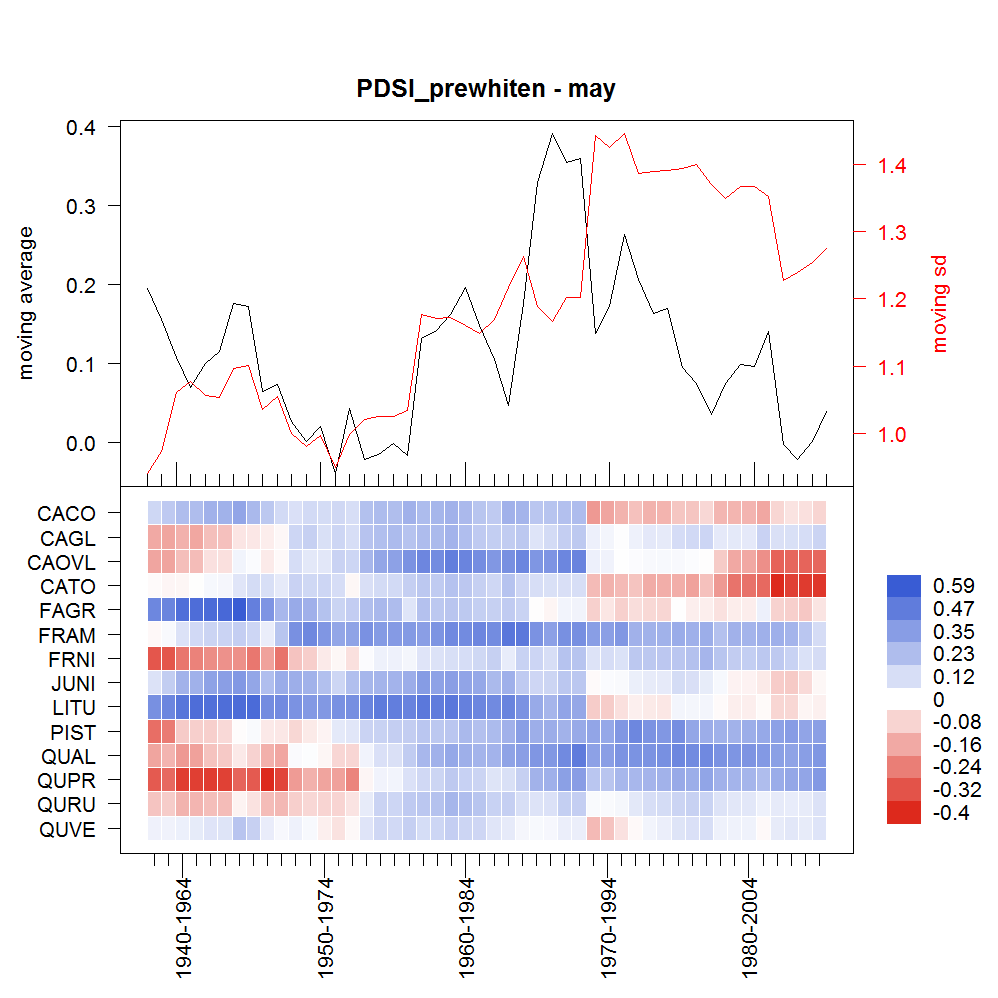 PDSI_prewhiten - may
moving average
0.4
0.3
0.2
0.1
0.0
1.4
1.3
1.2
1.1
1.0
moving sd
CACO
CAGL
CAOVL
CATO
FAGR
FRAM
FRNI
JUNI
LITU
PIST
QUAL
QUPR
QURU
QUVE
0.59
0.47
0.35
0.23
0.12
0
-0.08
-0.16
-0.24
-0.32
-0.4
1940-1964
1950-1974
1960-1984
1970-1994
1980-2004